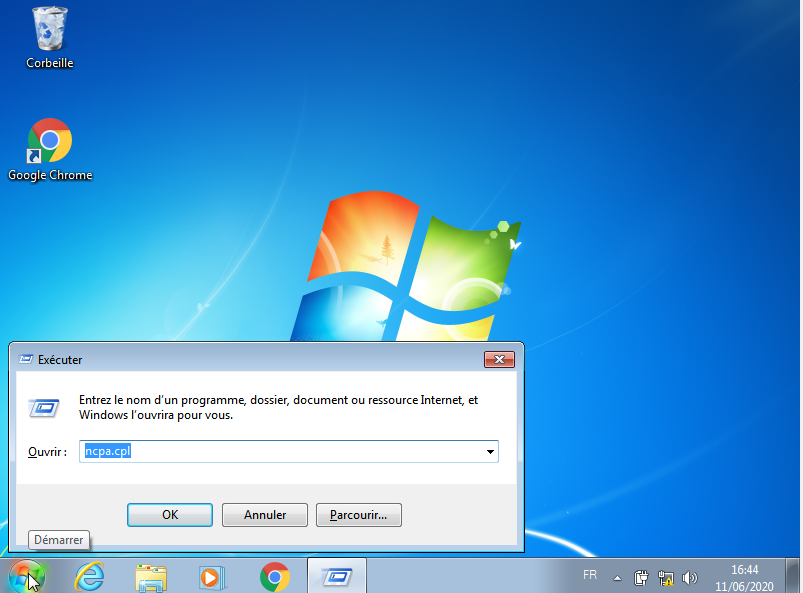 Corbeille
Google Chrome
Exécuter
Entrez le nom d'un programme, dossier, document ou ressource Internet, et
Windows l'ouvrira pour vous.
Ouvrir :
ncpa.cpl
OK
Annuler
Parcourir...
Démarrer
FR
16:44
11/06/2020